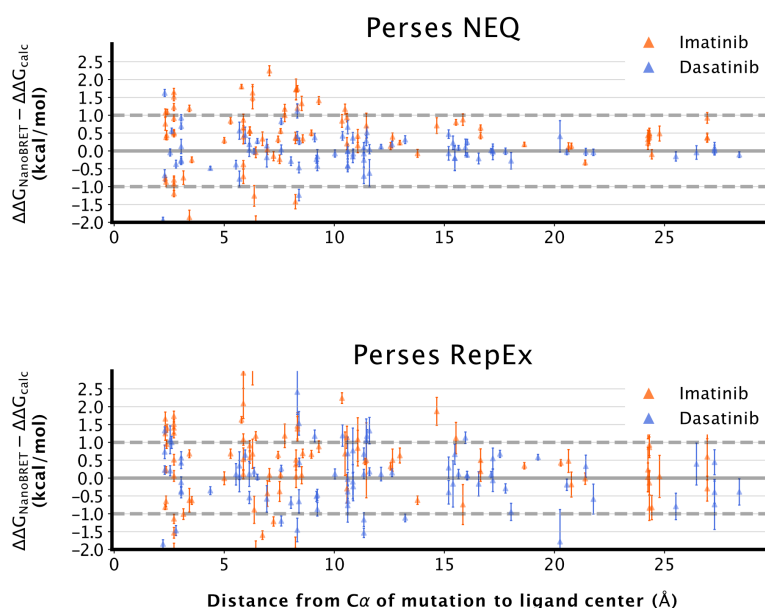 Perses NEQ
Imatinib
Dasatinib
ΔΔG_NanoBRET − ΔΔG_calc
(kcal/mol)
2.5
2.0
1.5
1.0
0.5
0.0
−0.5
−1.0
−1.5
−2.0
0 5 10 15 20 25
Perses RepEx
Imatinib
Dasatinib
ΔΔG_NanoBRET − ΔΔG_calc
(kcal/mol)
2.5
2.0
1.5
1.0
0.5
0.0
−0.5
−1.0
−1.5
−2.0
0 5 10 15 20 25
Distance from Cα of mutation to ligand center (Å)